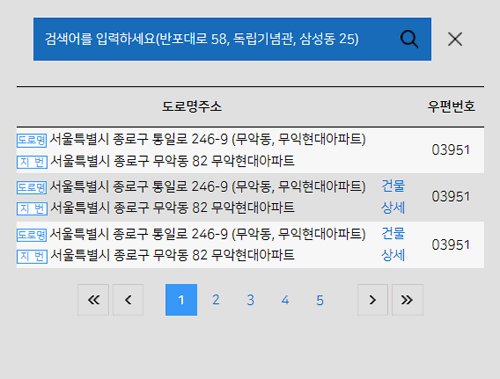 검색어를 입력하세요(반포대로 58, 독립기념관, 삼성동 25)
도로명주소 우편번호
도로명 서울특별시 종로구 통일로 246-9 (무악동, 무익현대아파트)
지 번 서울특별시 종로구 무악동 82 무악현대아파트
03951
도로명 서울특별시 종로구 통일로 246-9 (무악동, 무익현대아파트) 건물
지 번 서울특별시 종로구 무악동 82 무악현대아파트 상세
03951
도로명 서울특별시 종로구 통일로 246-9 (무악동, 무익현대아파트) 건물
지 번 서울특별시 종로구 무악동 82 무악현대아파트 상세
03951
1 2 3 4 5